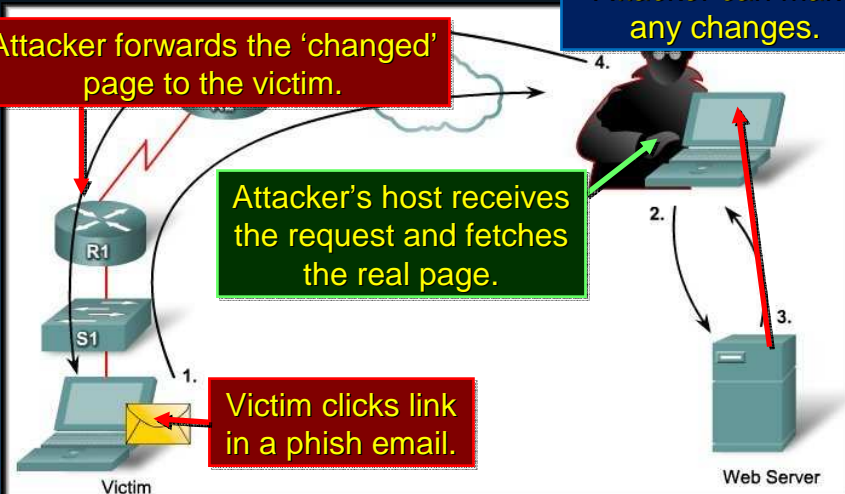 any changes.
Attacker forwards the ‘changed’
page to the victim.
4.
R1
Attacker’s host receives
the request and fetches
the real page.
2.
S1
3.
1.
Victim clicks link
in a phish email.
Victim
Web Server